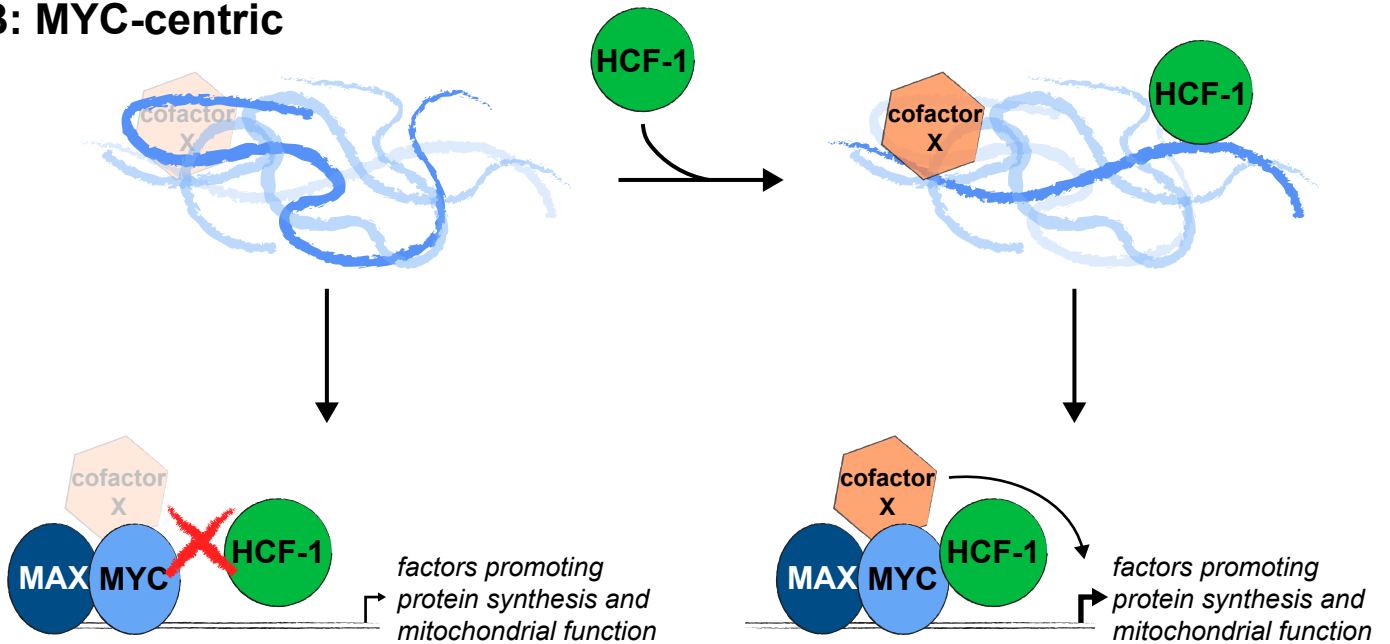 3: MYC-centric
HCF-1
cofactor
X
cofactor
X
HCF-1
cofactor
X
MAX
MYC
HCF-1
factors promoting
protein synthesis and
mitochondrial function
cofactor
X
MAX
MYC
HCF-1
factors promoting
protein synthesis and
mitochondrial function